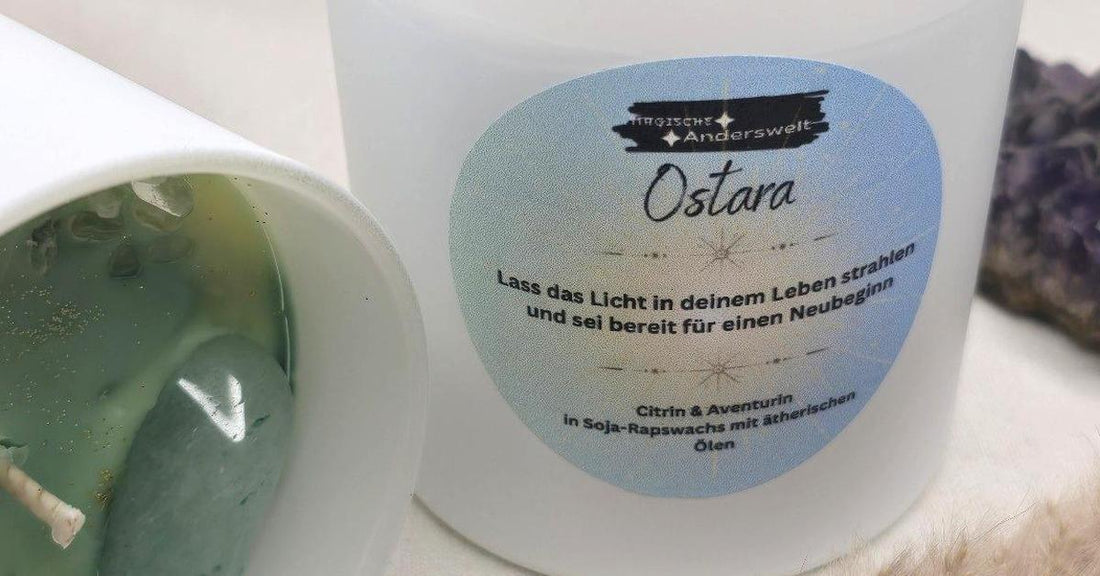 MAGISCHE
Anderswelt
Ostara
Lass das Licht in deinem Leben strahlen
und sei bereit für einen Neubeginn
Citrin & Aventurin
in Soja-Rapswachs mit ätherischen
Ölen